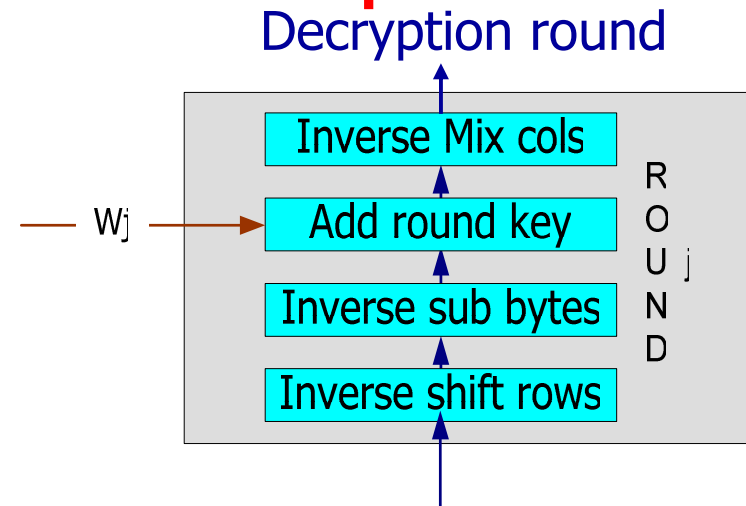 Decryption round
Inverse Mix cols
Wj
Add round key
Inverse sub bytes
Inverse shift rows
R
O
U j
N
D